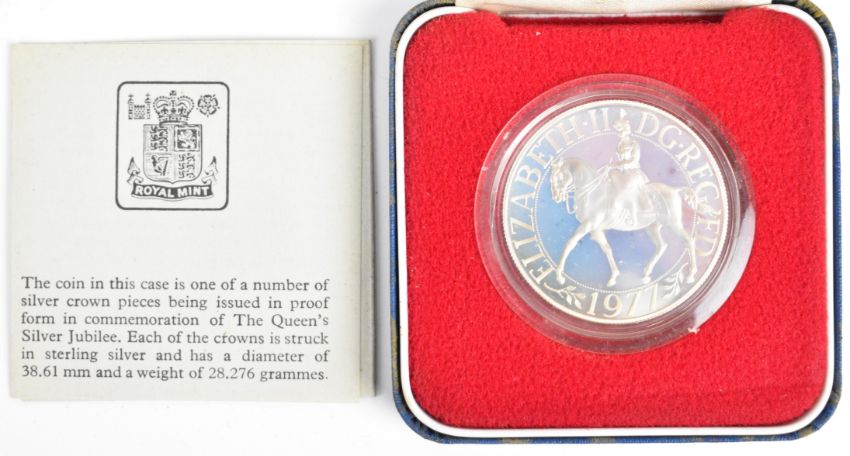 ROYAL MINT
The coin in this case is one of a number of
silver crown pieces being issued in proof
form in commemoration of The Queen's
Silver Jubilee. Each of the crowns is struck
in sterling silver and has a diameter of
38.61 mm and a weight of 28.276 grammes.
ELIZABETH·II D·G·REG F·D
1977